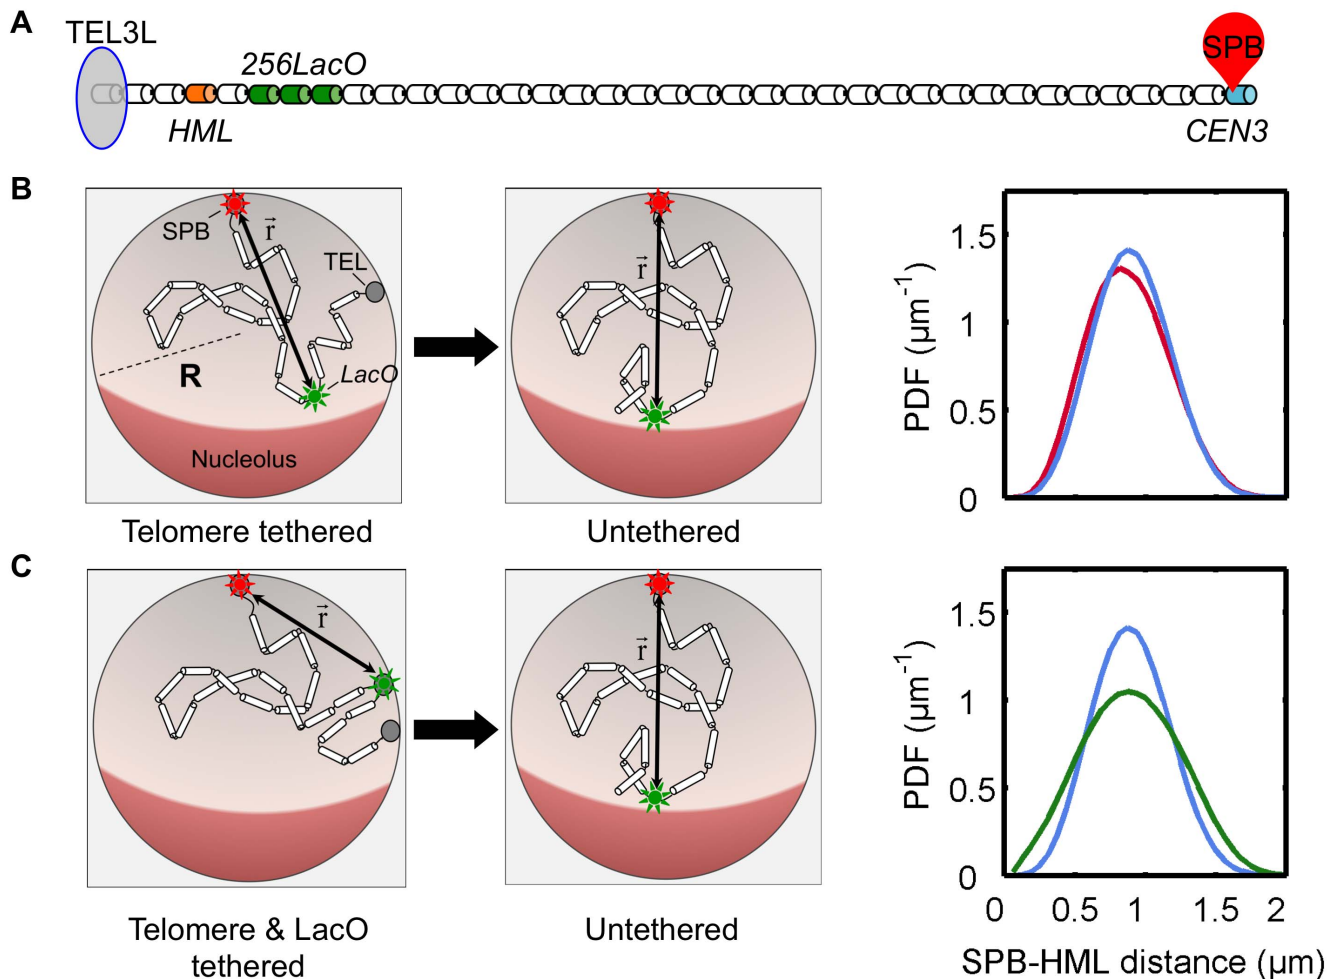 A
TEL3L
256LacO
SPB
HML
CEN3
B
SPB
r
TEL
R
LacO
Nucleolus
r
PDF (µm⁻¹)
1.5
1
0.5
0
Telomere tethered
Untethered
C
r
r
PDF (µm⁻¹)
1.5
1
0.5
0
0 0.5 1 1.5 2
SPB-HML distance (µm)
Telomere & LacO
tethered
Untethered